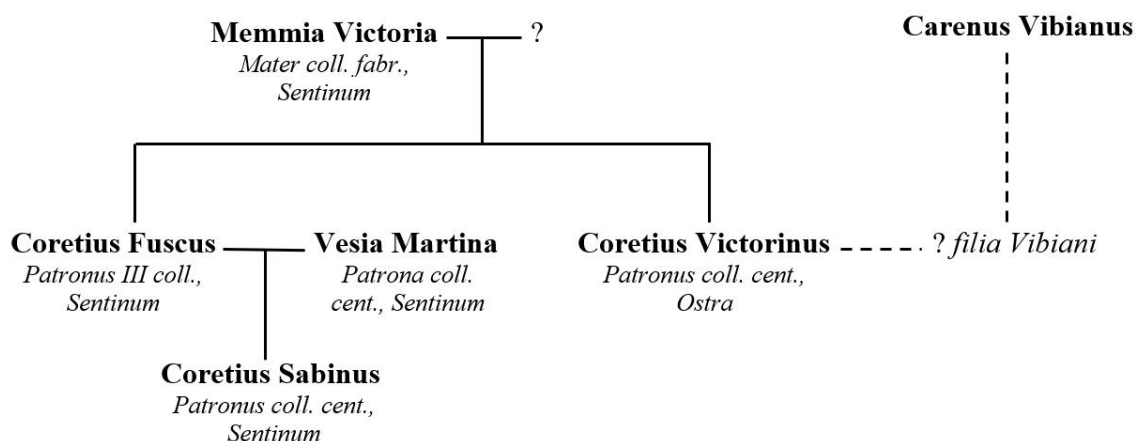 Memmia Victoria ?
Mater coll. fabr.,
Sentinum
Carenus Vibianus
Coretius Fuscus
Patronus III coll.,
Sentinum
Vesia Martina
Patrona coll.
cent., Sentinum
Coretius Victorinus
Patronus coll. cent.,
Ostra
? filia Vibiani
Coretius Sabinus
Patronus coll. cent.,
Sentinum